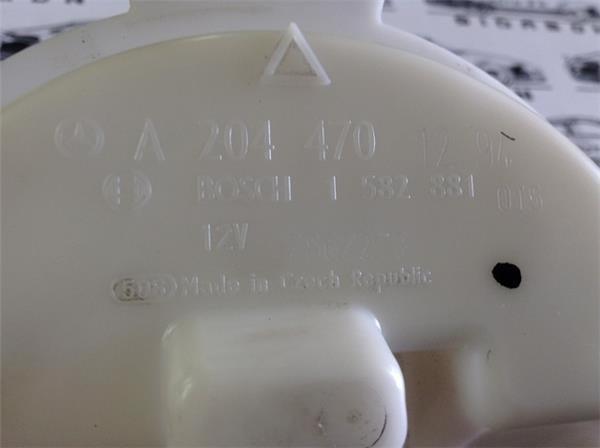 A 204 470 12 94
BOSCH 1 582 881 018
12V
Made in Czech Republic